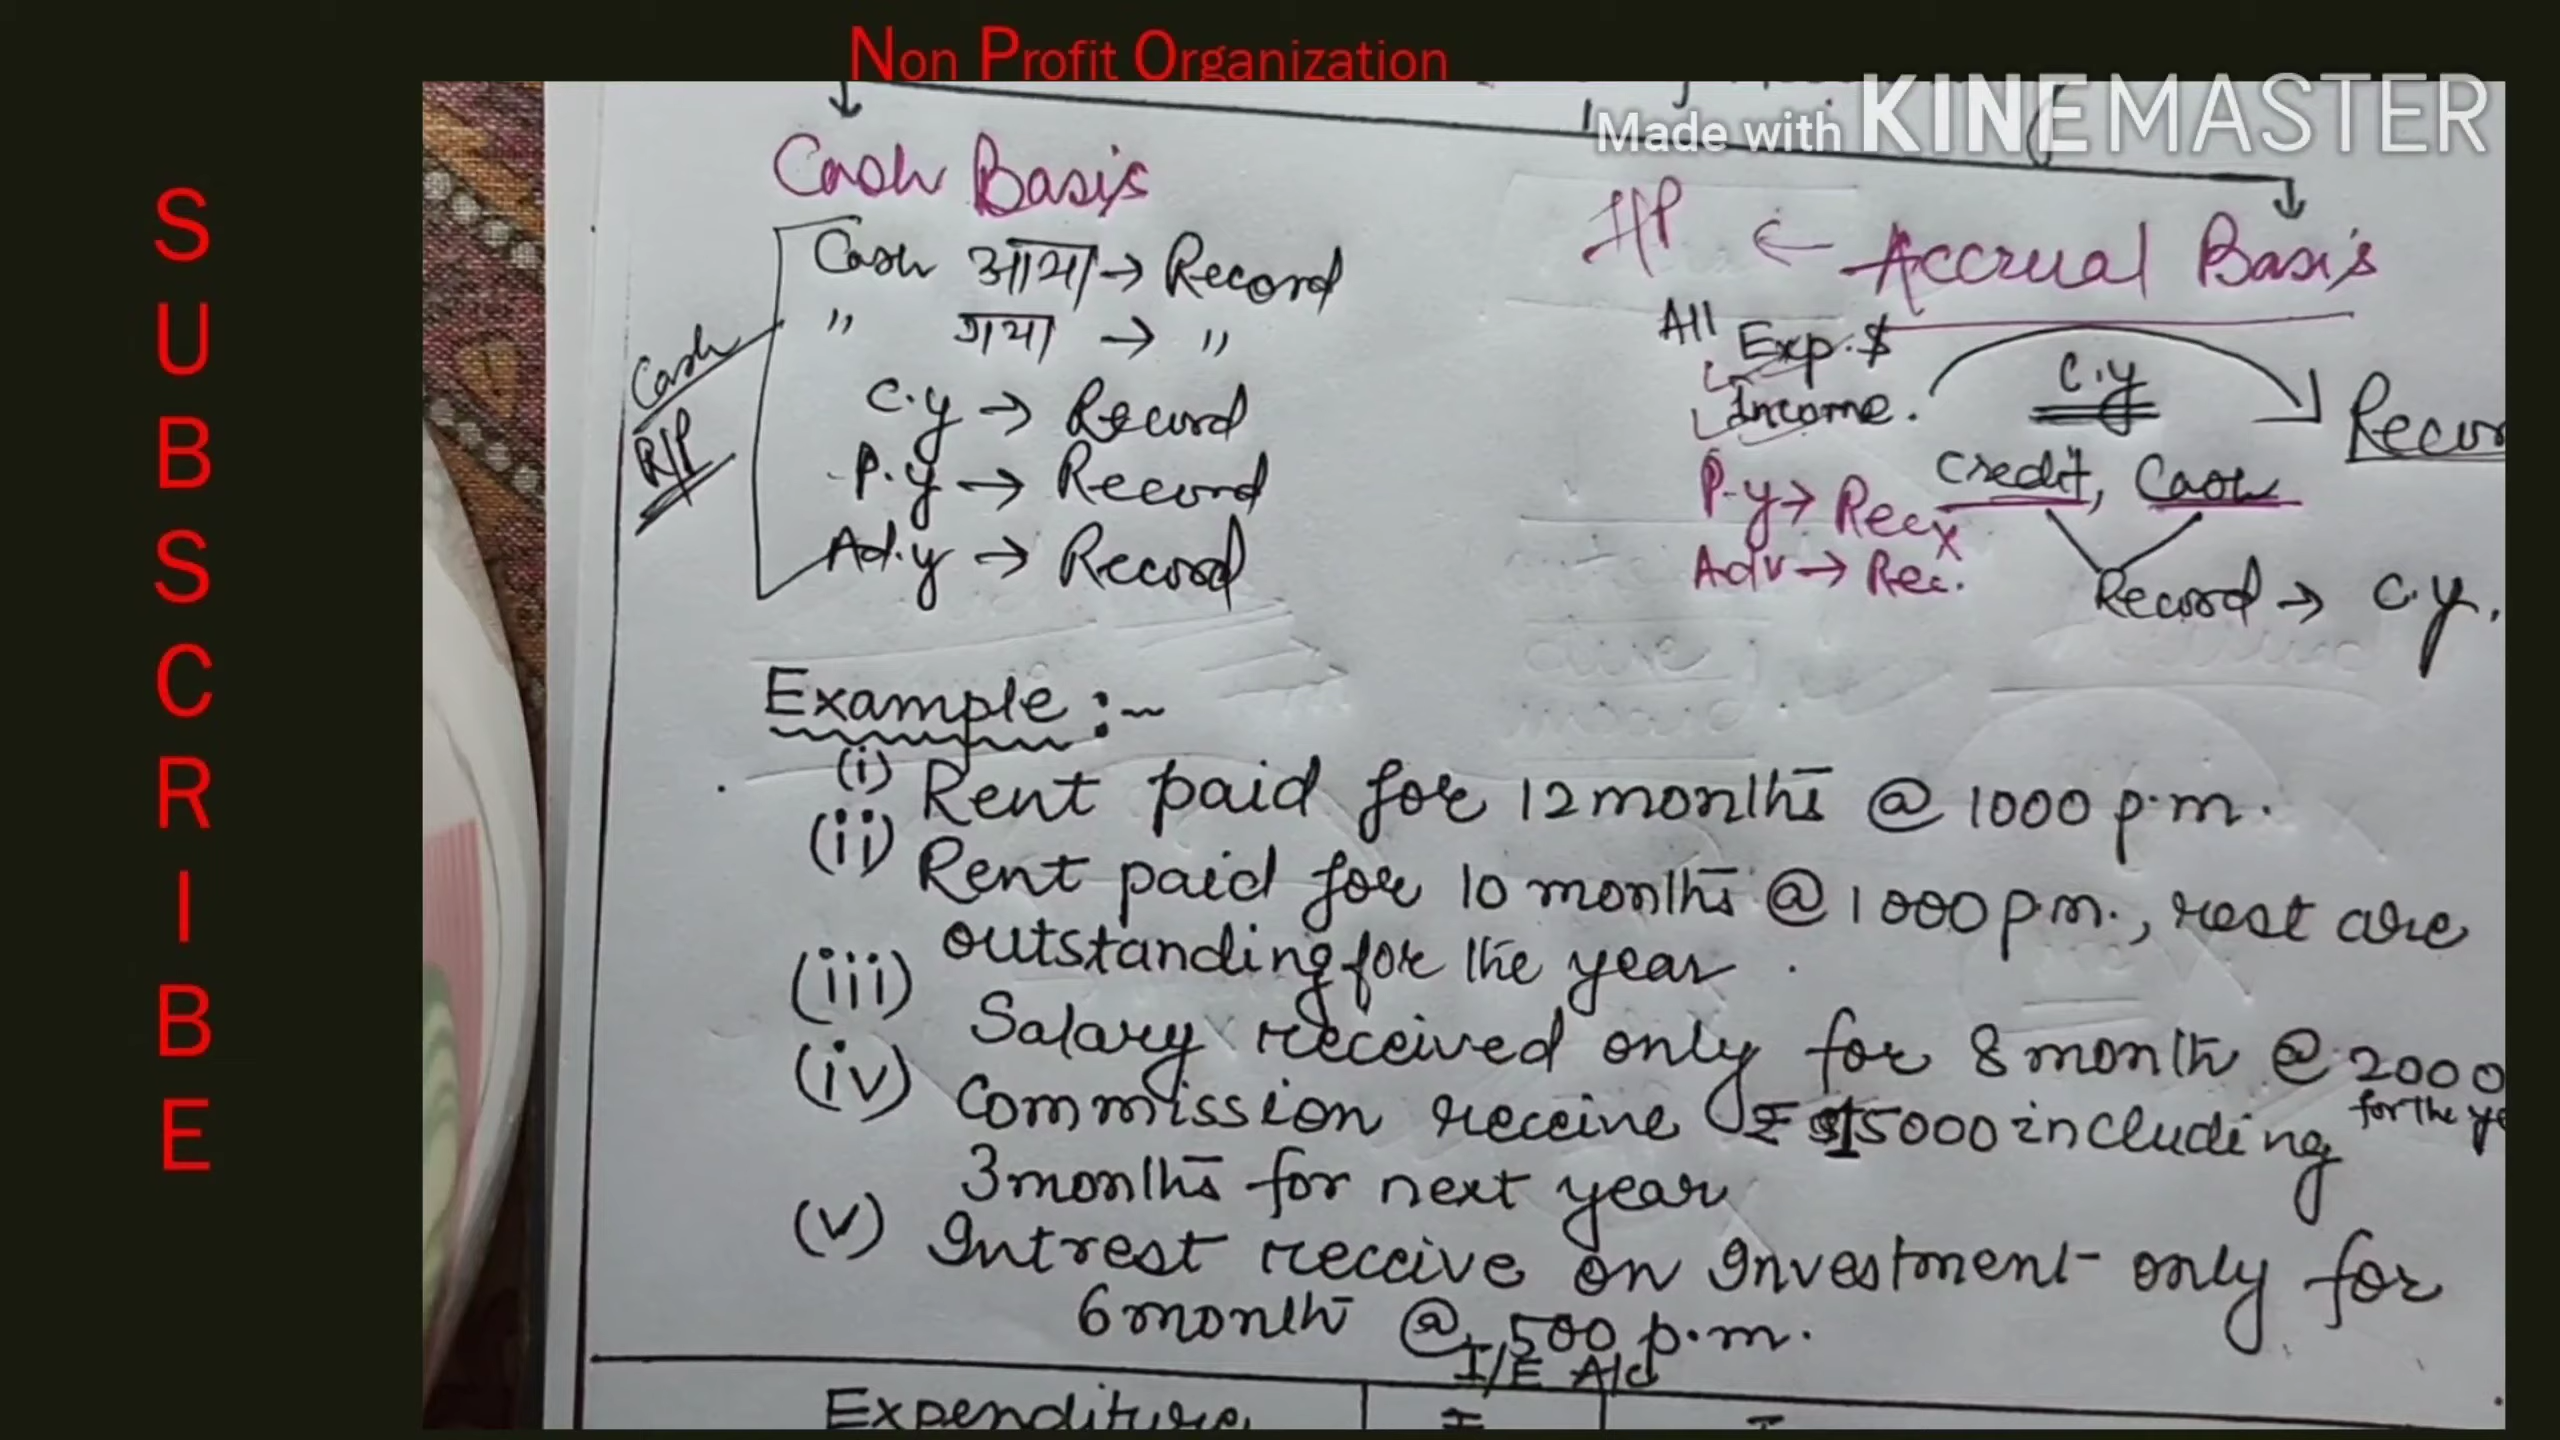 Non Profit Organization
Made with KINEMASTER
SUBSCRIBE
Cash Basis
Cash आया → Record
" गया → "
C.y → Record
P.y → Record
Ad.y → Record
Cash
R/P
← Accrual Basis
All Exp. $
Income.
C.y
Credit, Cash
P.y → Rec x
Adv → Rec.
Record → C.y.
Example :-
(i) Rent paid for 12 months @ 1000 p.m.
(ii) Rent paid for 10 months @ 1000 p.m., rest are
outstanding for the year.
(iii) Salary received only for 8 month @ 2000
for the
(iv) Commission receive ₹ 15000 including
3 months for next year
(v) Intrest receive on Investment only for
6 month @ 500 p.m.
I/E A/c
Expenditure ₹